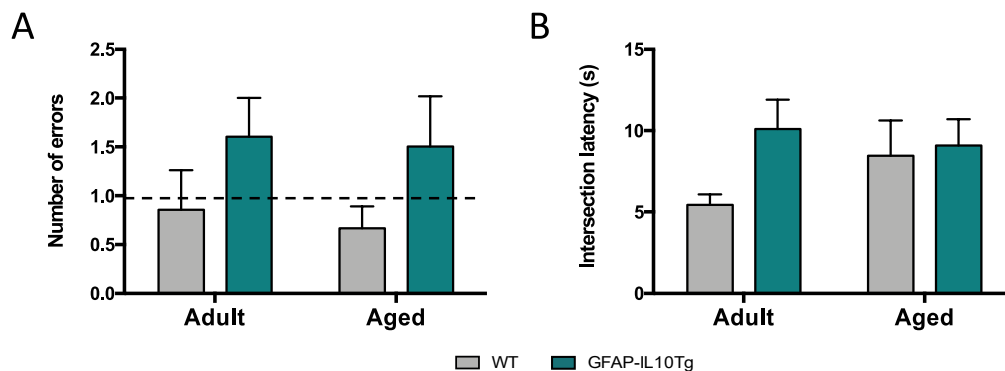 A
Number of errors
2.5
2.0
1.5
1.0
0.5
0.0
Adult Aged
B
Intersection latency (s)
15
10
5
0
Adult Aged
WT GFAP-IL10Tg